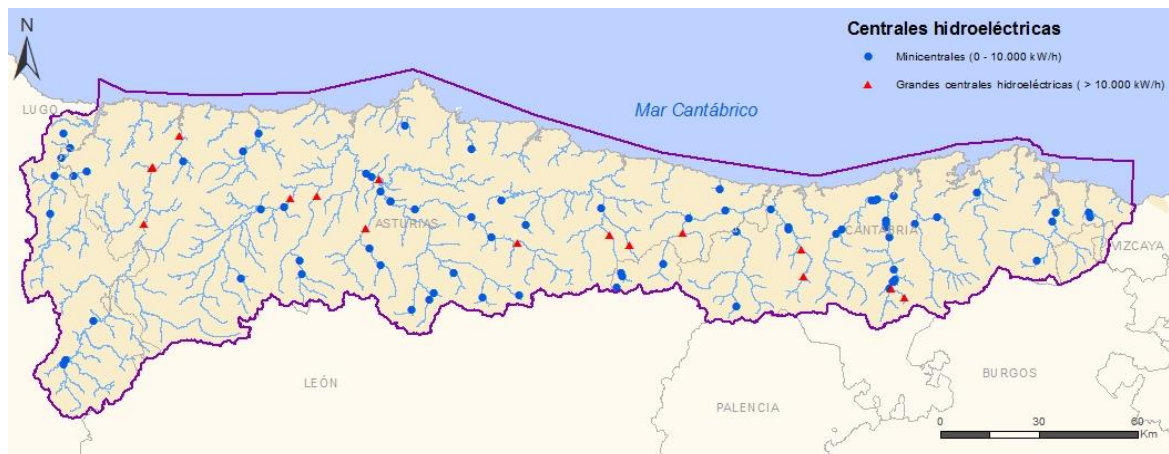 N
Centrales hidroeléctricas
Minicentrales (0 - 10.000 kW/h)
Grandes centrales hidroeléctricas ( > 10.000 kW/h)
LUGO
Mar Cantábrico
ASTURIAS
CANTABRIA
VIZCAYA
LEÓN
PALENCIA
BURGOS
0 30 60
Km